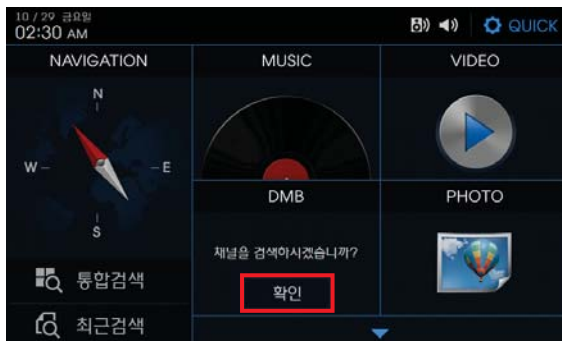 10 / 29 금요일
02:30 AM
QUICK
NAVIGATION
MUSIC
VIDEO
N
W
E
S
DMB
PHOTO
채널을 검색하시겠습니까?
확인
통합검색
최근검색